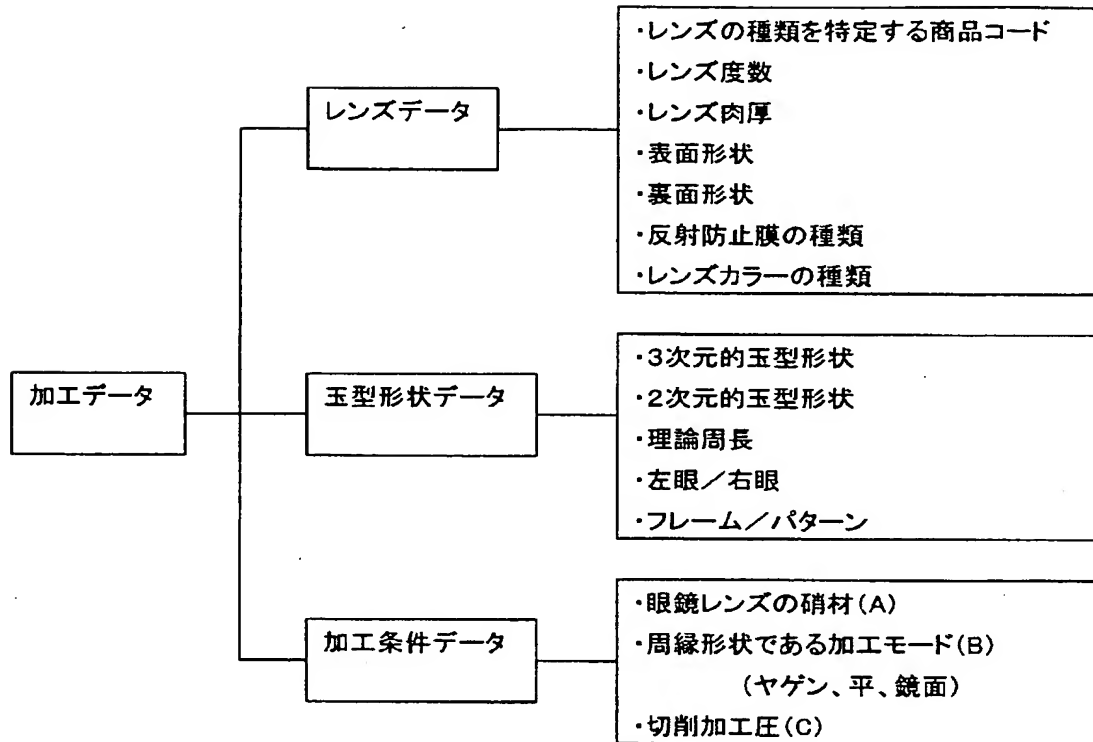 加工データ
レンズデータ
・レンズの種類を特定する商品コード
・レンズ度数
・レンズ肉厚
・表面形状
・裏面形状
・反射防止膜の種類
・レンズカラーの種類
玉型形状データ
・3次元的玉型形状
・2次元的玉型形状
・理論周長
・左眼／右眼
・フレーム／パターン
加工条件データ
・眼鏡レンズの硝材(A)
・周縁形状である加工モード(B)
(ヤゲン、平、鏡面)
・切削加工圧(C)